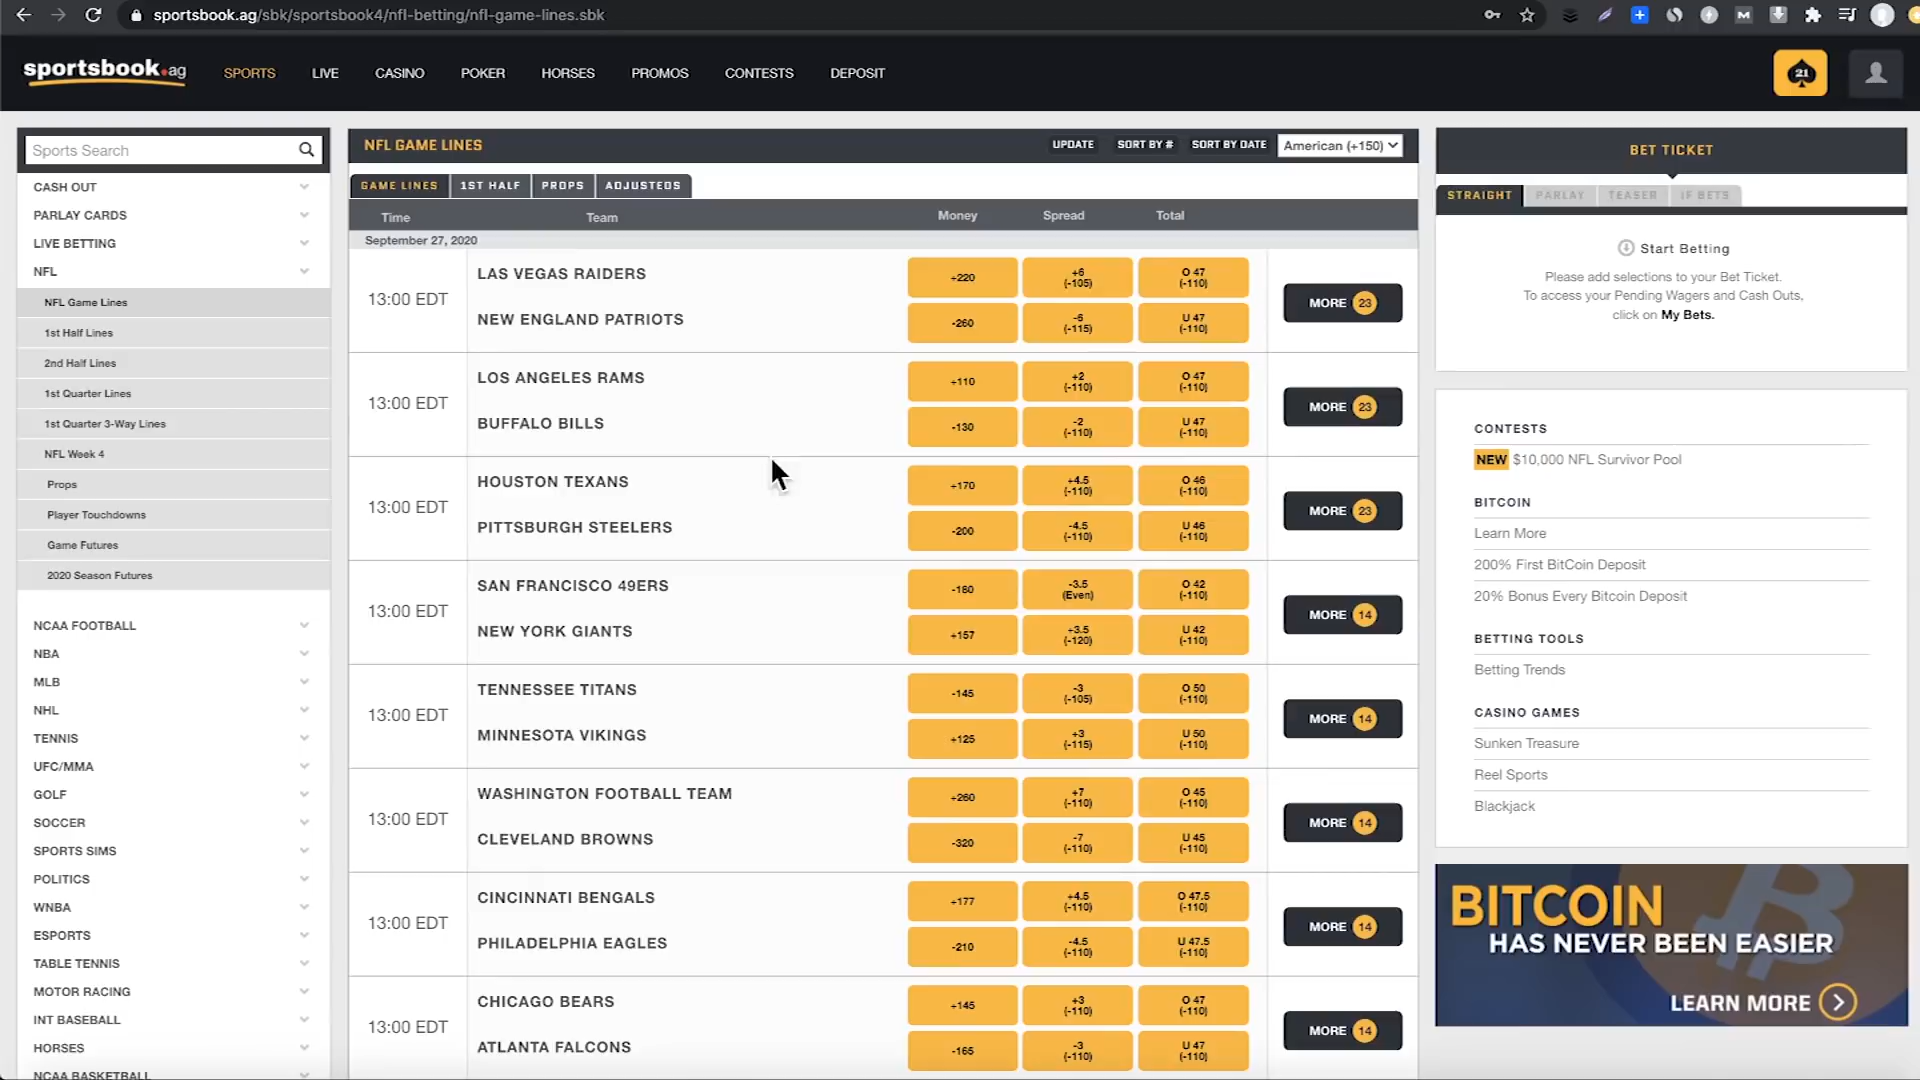 sportsbook.ag/sbk/sportsbook4/nfl-betting/nfl-game-lines.sbk
sportsbook.ag
SPORTS
LIVE
CASINO
POKER
HORSES
PROMOS
CONTESTS
DEPOSIT
21
Sports Search
CASH OUT
PARLAY CARDS
LIVE BETTING
NFL
NFL Game Lines
1st Half Lines
2nd Half Lines
1st Quarter Lines
1st Quarter 3-Way Lines
NFL Week 4
Props
Player Touchdowns
Game Futures
2020 Season Futures
NCAA FOOTBALL
NBA
MLB
NHL
TENNIS
UFC/MMA
GOLF
SOCCER
SPORTS SIMS
POLITICS
WNBA
ESPORTS
TABLE TENNIS
MOTOR RACING
INT BASEBALL
HORSES
NCAA BASKETBALL
NFL GAME LINES
UPDATE
SORT BY #
SORT BY DATE
American (+150)
GAME LINES
1ST HALF
PROPS
ADJUSTEDS
Time Team Money Spread Total
September 27, 2020
13:00 EDT
LAS VEGAS RAIDERS
+220
+6
(-105)
O 47
(-110)
NEW ENGLAND PATRIOTS
-260
-6
(-115)
U 47
(-110)
MORE 23
13:00 EDT
LOS ANGELES RAMS
+110
+2
(-110)
O 47
(-110)
BUFFALO BILLS
-130
-2
(-110)
U 47
(-110)
MORE 23
13:00 EDT
HOUSTON TEXANS
+170
+4.5
(-110)
O 46
(-110)
PITTSBURGH STEELERS
-200
-4.5
(-110)
U 46
(-110)
MORE 23
13:00 EDT
SAN FRANCISCO 49ERS
-180
-3.5
(Even)
O 42
(-110)
NEW YORK GIANTS
+157
+3.5
(-120)
U 42
(-110)
MORE 14
13:00 EDT
TENNESSEE TITANS
-145
-3
(-105)
O 50
(-110)
MINNESOTA VIKINGS
+125
+3
(-115)
U 50
(-110)
MORE 14
13:00 EDT
WASHINGTON FOOTBALL TEAM
+260
+7
(-110)
O 45
(-110)
CLEVELAND BROWNS
-320
-7
(-110)
U 45
(-110)
MORE 14
13:00 EDT
CINCINNATI BENGALS
+177
+4.5
(-110)
O 47.5
(-110)
PHILADELPHIA EAGLES
-210
-4.5
(-110)
U 47.5
(-110)
MORE 14
13:00 EDT
CHICAGO BEARS
+145
+3
(-110)
O 47
(-110)
ATLANTA FALCONS
-165
-3
(-110)
U 47
(-110)
MORE 14
BET TICKET
STRAIGHT
PARLAY
TEASER
IF BETS
Start Betting
Please add selections to your Bet Ticket.
To access your Pending Wagers and Cash Outs,
click on My Bets.
CONTESTS
NEW $10,000 NFL Survivor Pool
BITCOIN
Learn More
200% First BitCoin Deposit
20% Bonus Every Bitcoin Deposit
BETTING TOOLS
Betting Trends
CASINO GAMES
Sunken Treasure
Reel Sports
Blackjack
BITCOIN
HAS NEVER BEEN EASIER
LEARN MORE